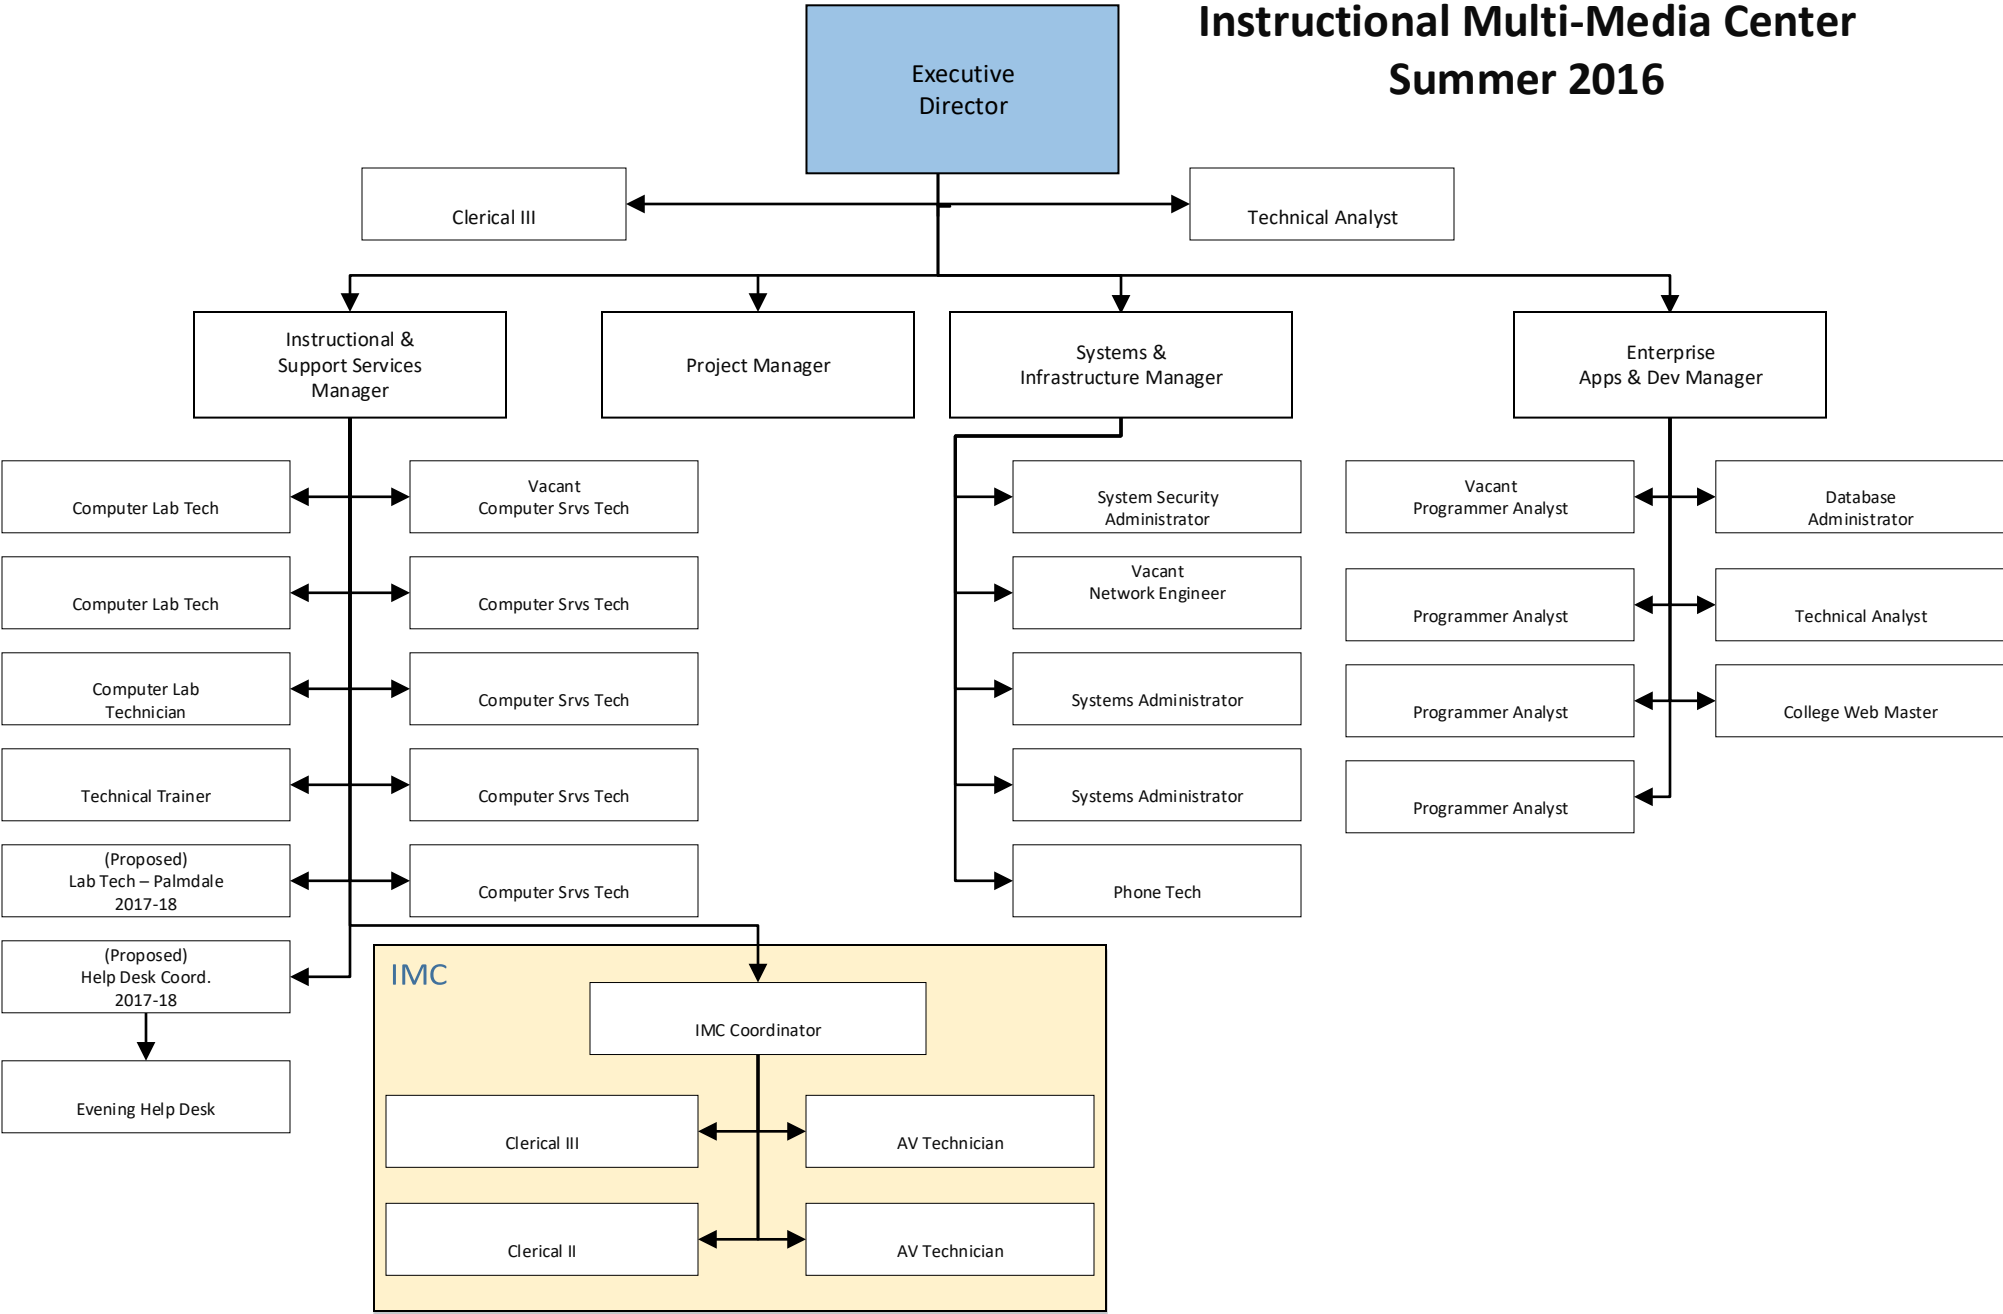 Instructional Multi-Media Center
Summer 2016
Executive
Director
Clerical III
Technical Analyst
Instructional &
Support Services
Manager
Project Manager
Systems &
Infrastructure Manager
Enterprise
Apps & Dev Manager
Computer Lab Tech
Vacant
Computer Srvs Tech
System Security
Administrator
Vacant
Programmer Analyst
Database
Administrator
Computer Lab Tech
Computer Srvs Tech
Vacant
Network Engineer
Programmer Analyst
Technical Analyst
Computer Lab
Technician
Computer Srvs Tech
Systems Administrator
Programmer Analyst
College Web Master
Technical Trainer
Computer Srvs Tech
Systems Administrator
Programmer Analyst
(Proposed)
Lab Tech – Palmdale
2017-18
Computer Srvs Tech
Phone Tech
(Proposed)
Help Desk Coord.
2017-18
IMC
IMC Coordinator
Evening Help Desk
Clerical III
AV Technician
Clerical II
AV Technician